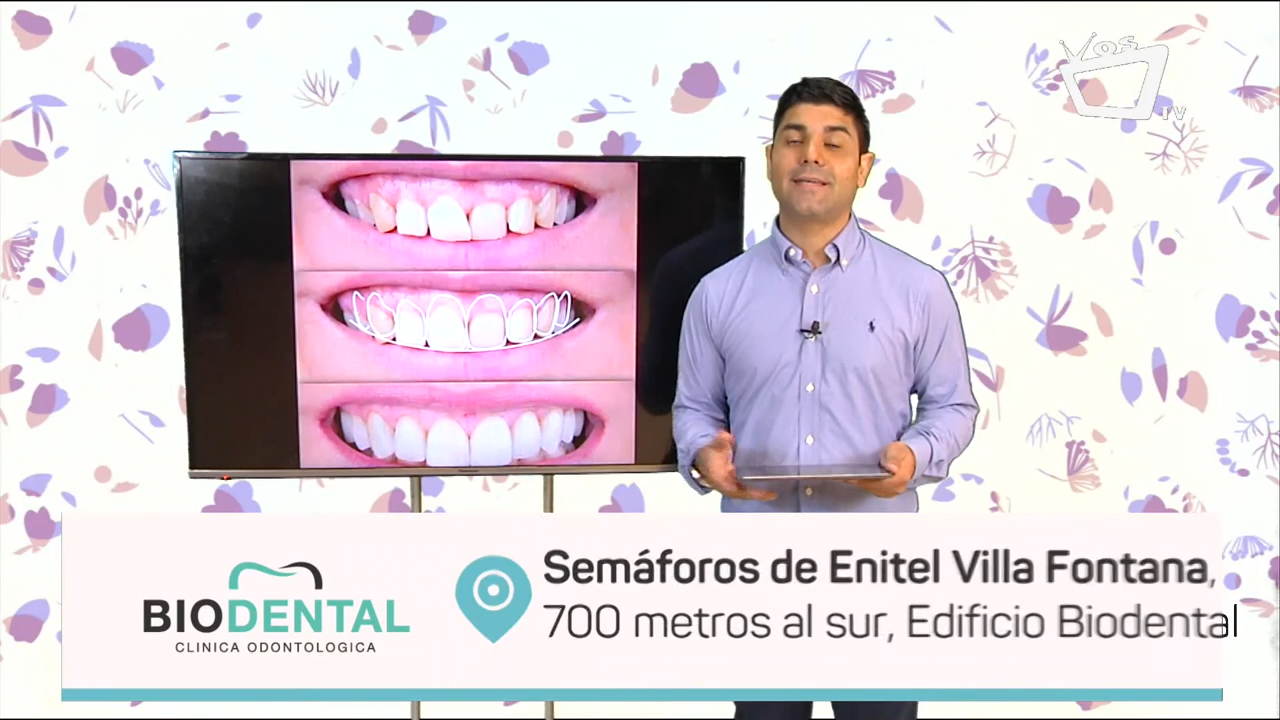 VOS
TV
BIODENTAL
CLINICA ODONTOLOGICA
Semáforos de Enitel Villa Fontana,
700 metros al sur, Edificio Biodental